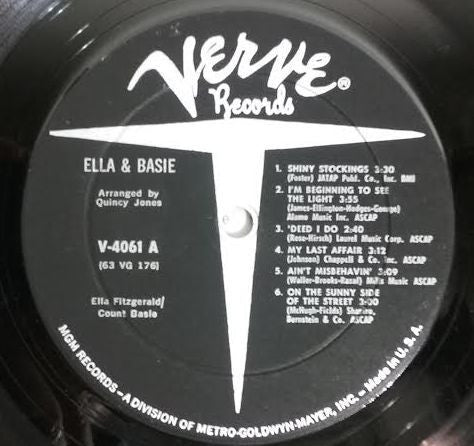 VERVE®
Records
ELLA & BASIE
Arranged by
Quincy Jones
V-4061 A
(63 VG 176)
Ella Fitzgerald/
Count Basie
1. SHINY STOCKINGS 3:30
(Foster) JATAP Publ. Co., Inc. BMI
2. I'M BEGINNING TO SEE
THE LIGHT 3:55
(James-Ellington-Hodges-George)
Alamo Music Inc. ASCAP
3. 'DEED I DO 2:40
(Rose-Hirsch) Laurel Music Corp. ASCAP
4. MY LAST AFFAIR 3:12
(Johnson) Chappell & Co. Inc. ASCAP
5. AIN'T MISBEHAVIN' 3:09
(Waller-Brooks-Razaf) Mills Music ASCAP
6. ON THE SUNNY SIDE
OF THE STREET 3:00
(McHugh-Fields) Shapiro,
Bernstein & Co. ASCAP
MGM RECORDS—A DIVISION OF METRO-GOLDWYN-MAYER, INC.—Made in U. S. A.